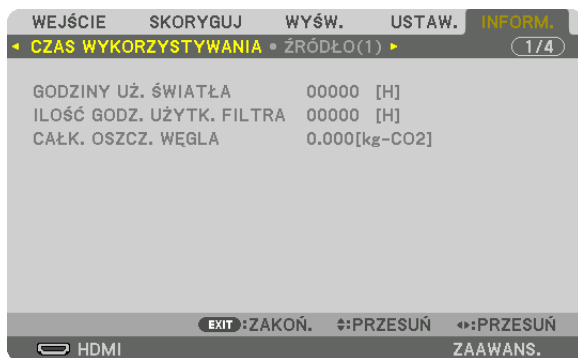 WEJŚCIE SKORYGUJ WYŚW. USTAW. INFORM.
CZAS WYKORZYSTYWANIA • ŹRÓDŁO(1) 1/4
GODZINY UŻ. ŚWIATŁA 00000 [H]
ILOŚĆ GODZ. UŻYTK. FILTRA 00000 [H]
CAŁK. OSZCZ. WĘGLA 0.000[kg-CO2]
EXIT:ZAKOŃ. :PRZESUŃ :PRZESUŃ
HDMI ZAAWANS.